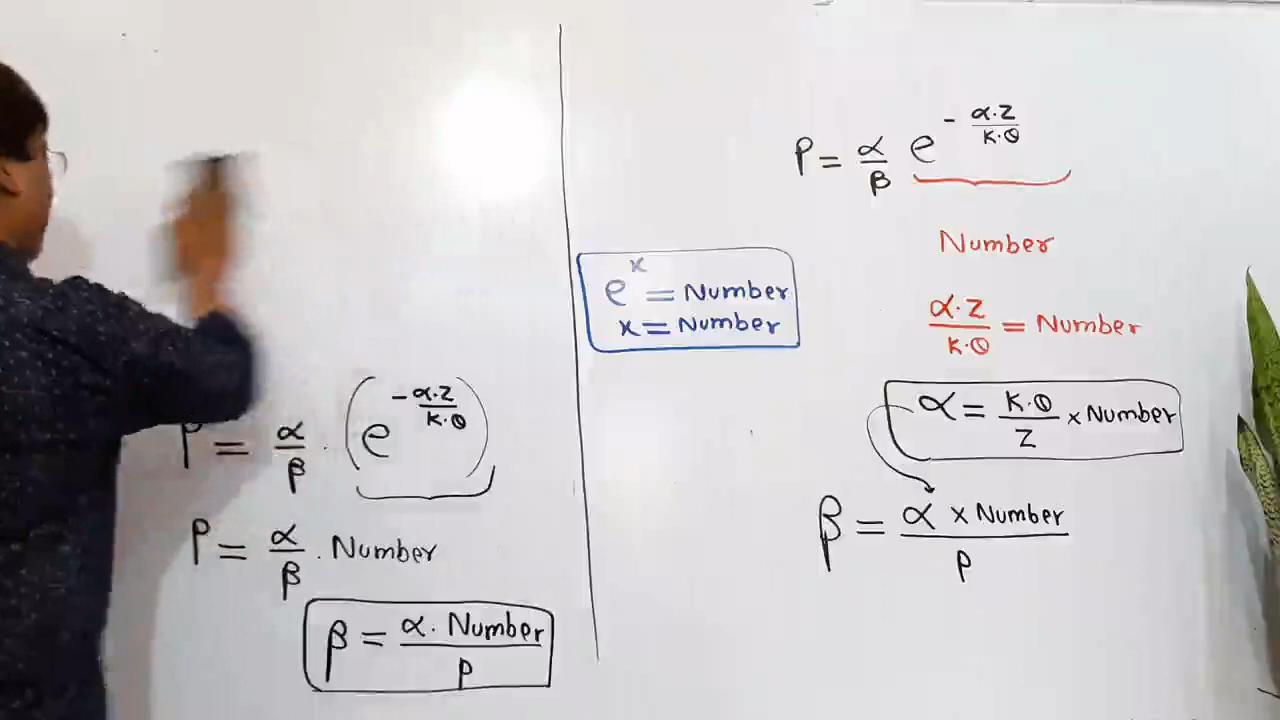 P = α/β · (e^(-α·Z/K·θ))
P = α/β . Number
β = α. Number/P
e^x = Number
x = Number
P = α/β e^(-α·Z/K·θ)
Number
α·Z/K·θ = Number
α = K·θ/Z × Number
β = α × Number/P